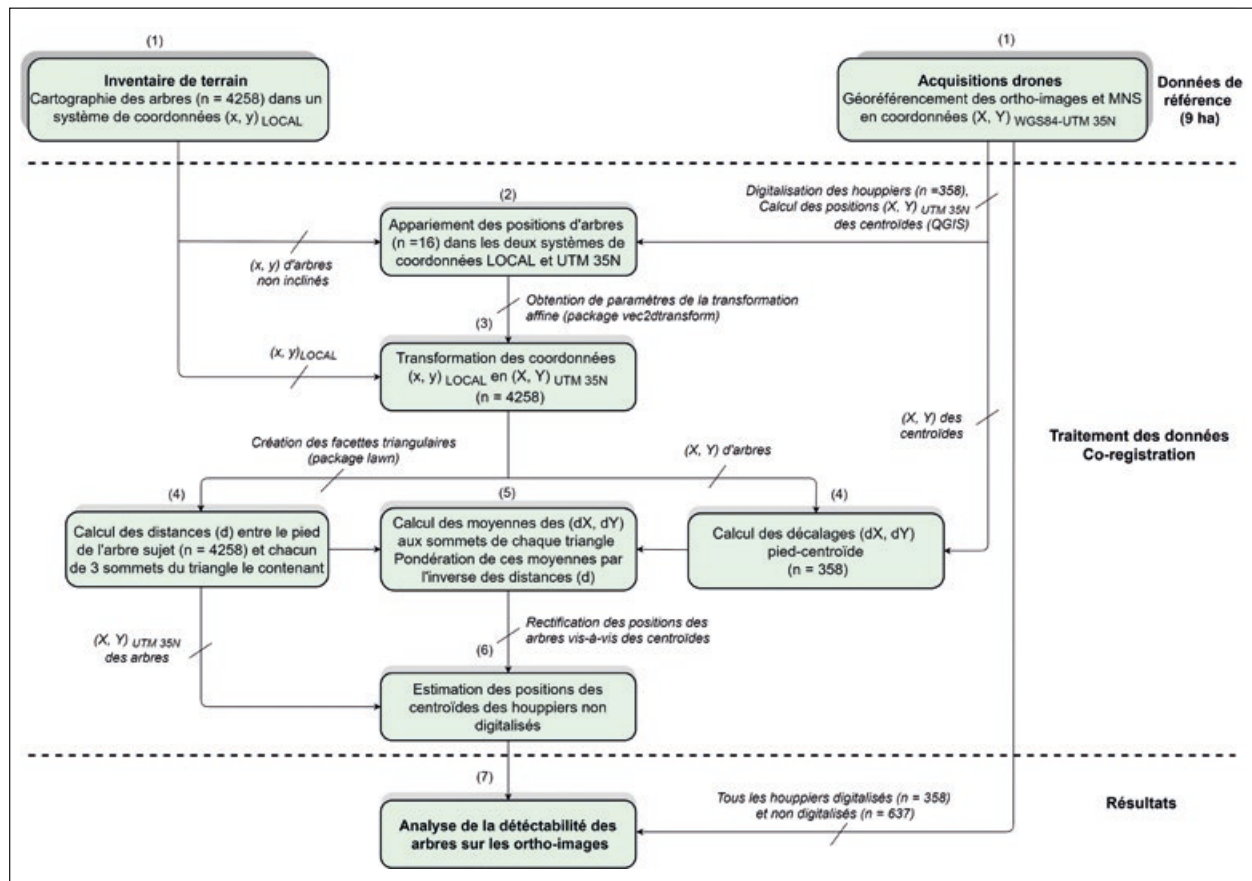 (1)
Inventaire de terrain
Cartographie des arbres (n = 4258) dans un
système de coordonnées (x, y) LOCAL
(1)
Acquisitions drones
Géoréférencement des ortho-images et MNS
en coordonnées (X, Y) WGS84-UTM 35N
Données de
référence
(9 ha)
(2)
Appariement des positions d'arbres
(n =16) dans les deux systèmes de
coordonnées LOCAL et UTM 35N
Digitalisation des houppiers (n =358),
Calcul des positions (X, Y) UTM 35N
des centroïdes (QGIS)
(x, y) d'arbres
non inclinés
Obtention de paramètres de la transformation
affine (package vec2dtransform)
(3)
(x, y)LOCAL
Transformation des coordonnées
(x, y) LOCAL en (X, Y) UTM 35N
(n = 4258)
(X, Y) des
centroïdes
Traitement des données
Co-registration
Création des facettes triangulaires
(package lawn)
(X, Y) d'arbres
(4)
Calcul des distances (d) entre le pied
de l'arbre sujet (n = 4258) et chacun
de 3 sommets du triangle le contenant
(5)
Calcul des moyennes des (dX, dY)
aux sommets de chaque triangle
Pondération de ces moyennes par
l'inverse des distances (d)
(4)
Calcul des décalages (dX, dY)
pied-centroïde
(n = 358)
(X, Y) UTM 35N
des arbres
Rectification des positions des
arbres vis-à-vis des centroïdes
(6)
Estimation des positions des
centroïdes des houppiers non
digitalisés
(7)
Analyse de la détéctabilité des
arbres sur les ortho-images
Tous les houppiers digitalisés (n = 358)
et non digitalisés (n = 637)
Résultats